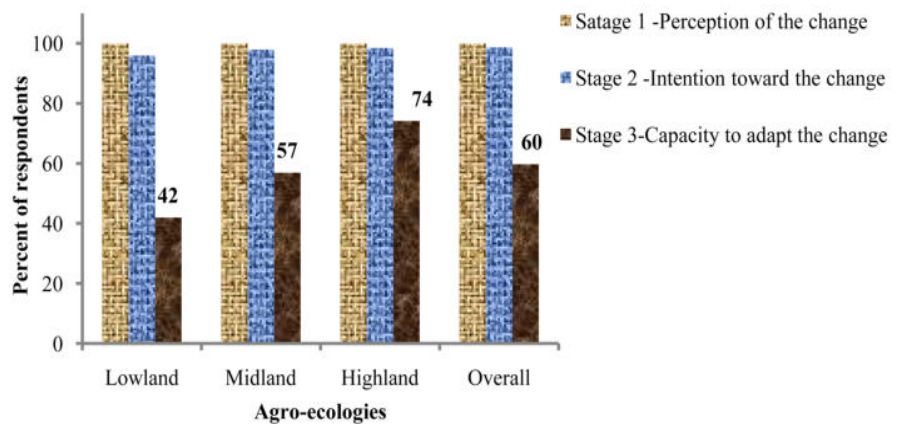 Percent of respondents
100
80
60
40
20
0
42
57
74
60
Lowland
Midland
Highland
Overall
Agro-ecologies
Satage 1 -Perception of the change
Stage 2 -Intention toward the change
Stage 3-Capacity to adapt the change